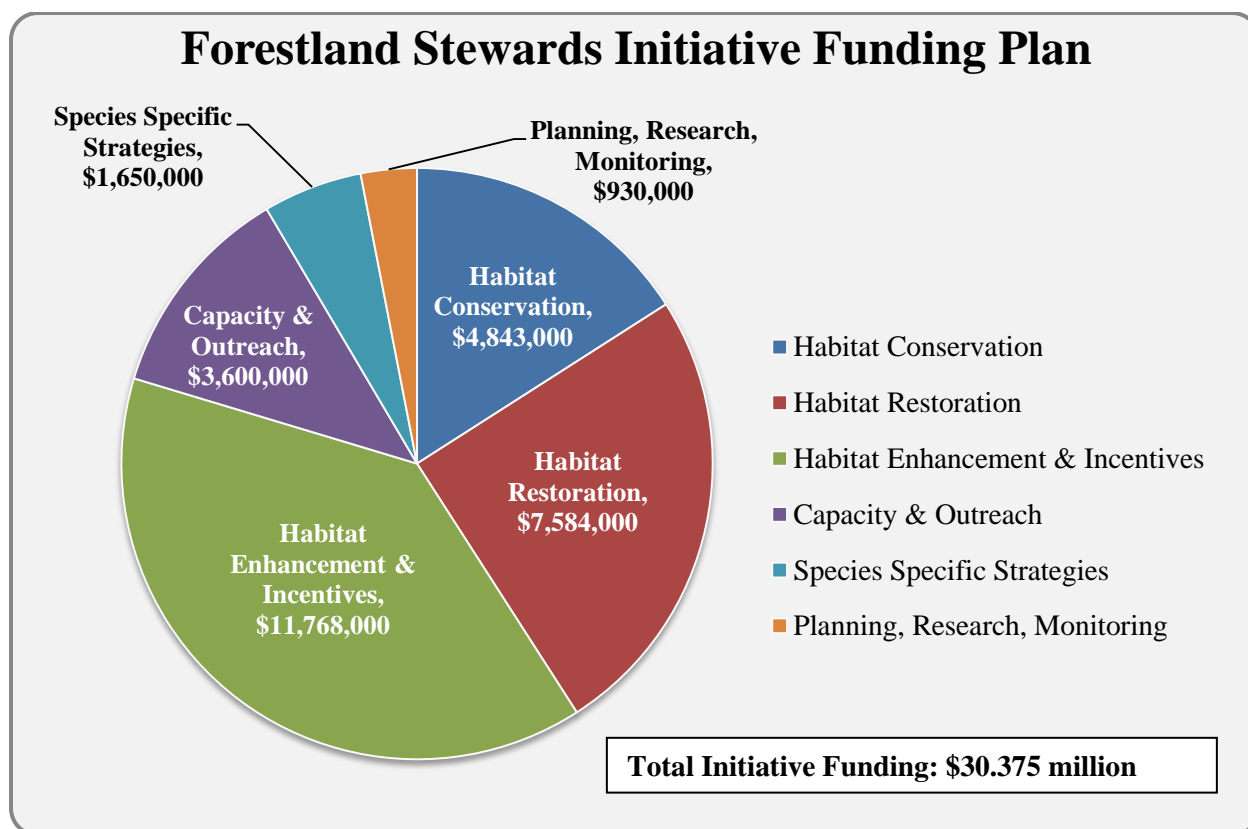 Forestland Stewards Initiative Funding Plan
Species Specific
Strategies,
$1,650,000
Planning, Research,
Monitoring,
$930,000
Habitat
Conservation,
$4,843,000
Capacity &
Outreach,
$3,600,000
Habitat
Restoration,
$7,584,000
Habitat
Enhancement &
Incentives,
$11,768,000
Habitat Conservation
Habitat Restoration
Habitat Enhancement & Incentives
Capacity & Outreach
Species Specific Strategies
Planning, Research, Monitoring
Total Initiative Funding: $30.375 million